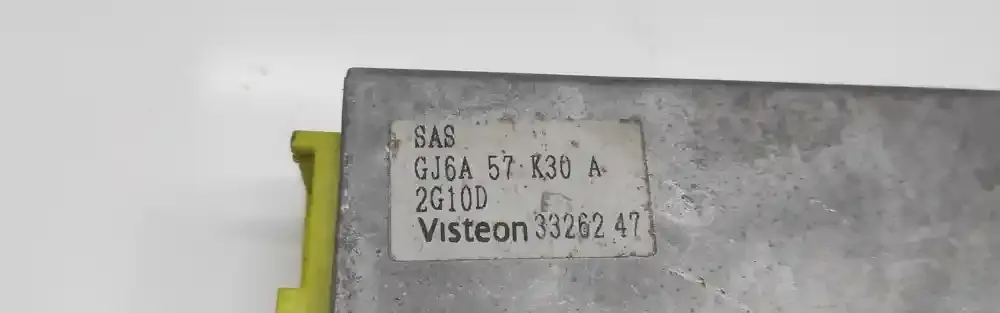 SAS
GJ6A 57 K30 A
2G10D
Visteon 33262 47